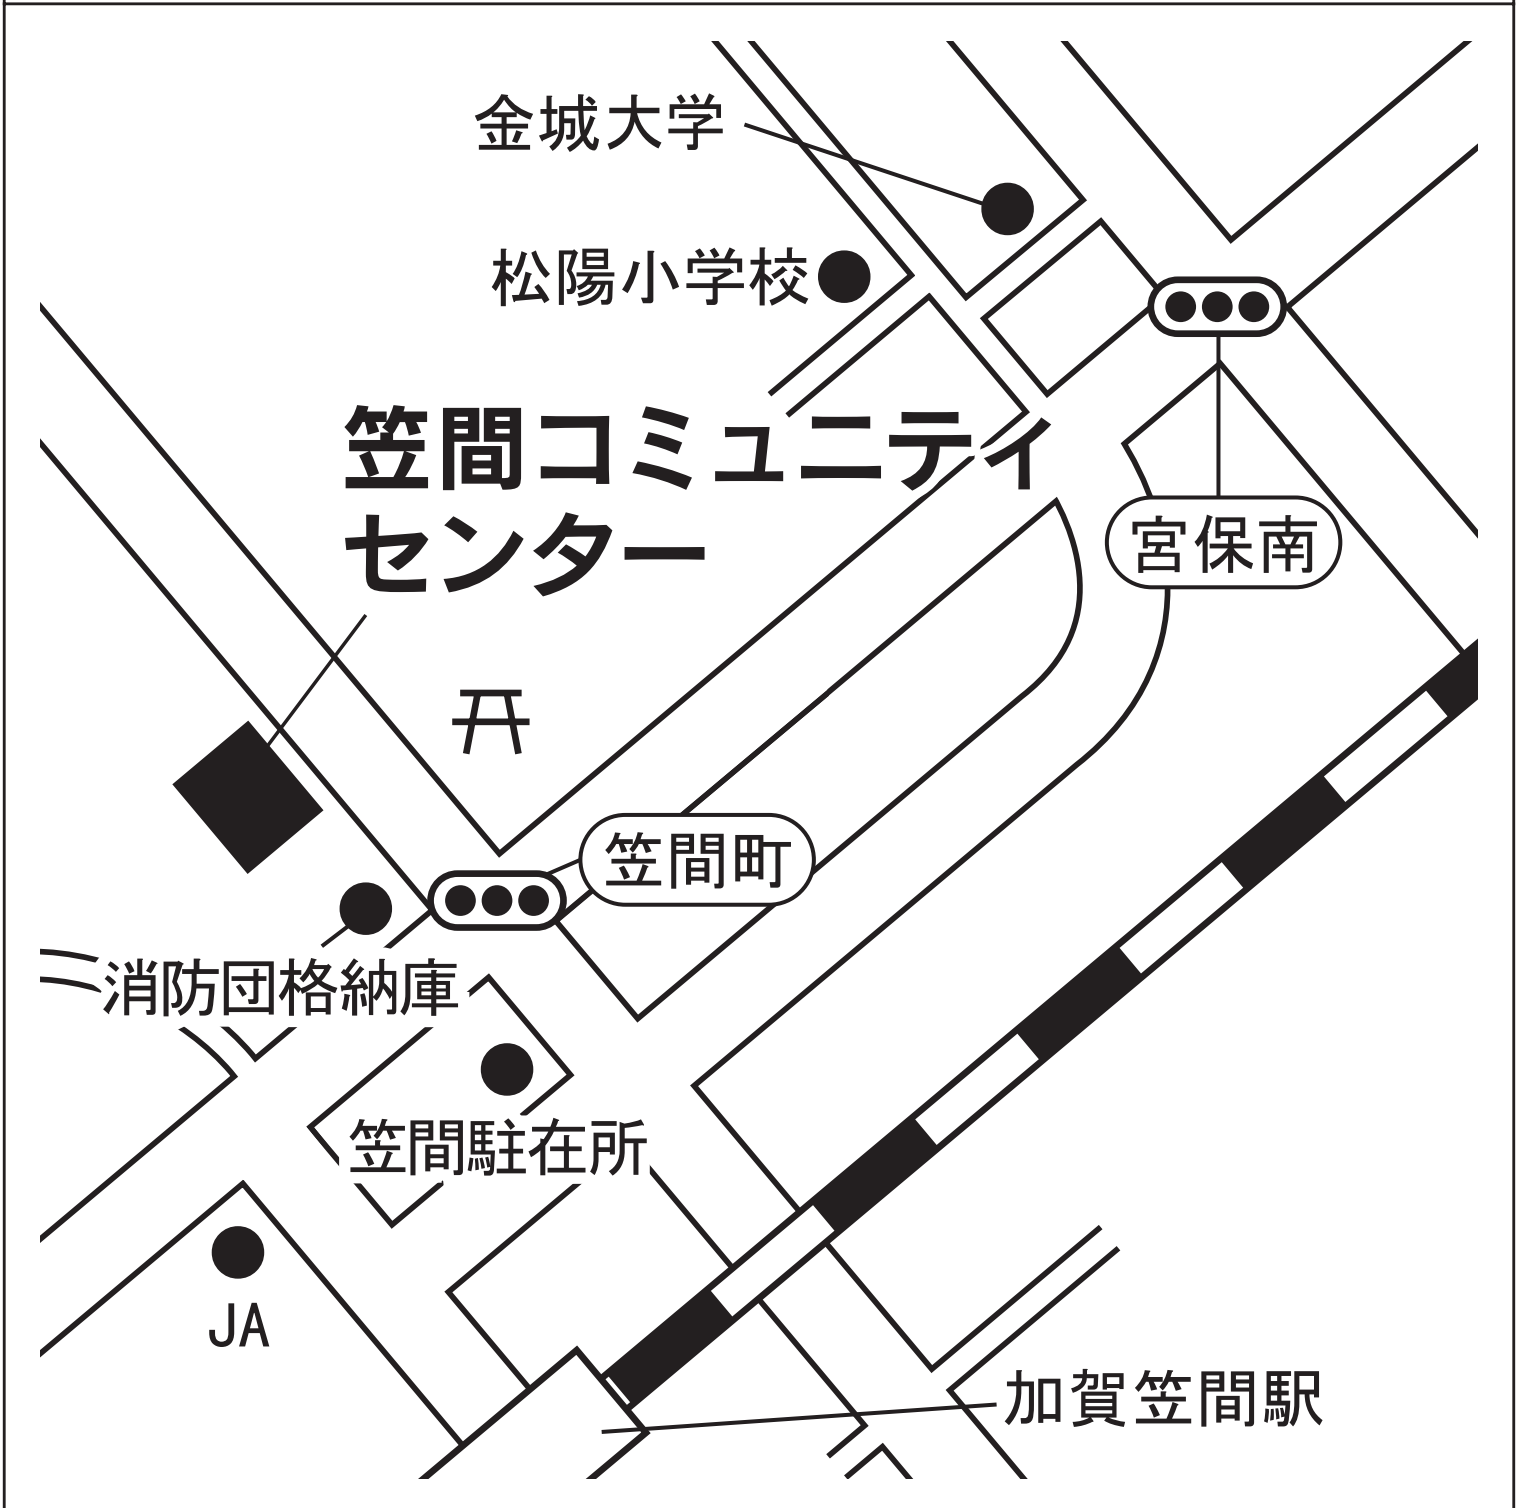 金城大学
松陽小学校
笠間コミュニティ
センター
宮保南
笠間町
消防団格納庫
笠間駐在所
JA
加賀笠間駅